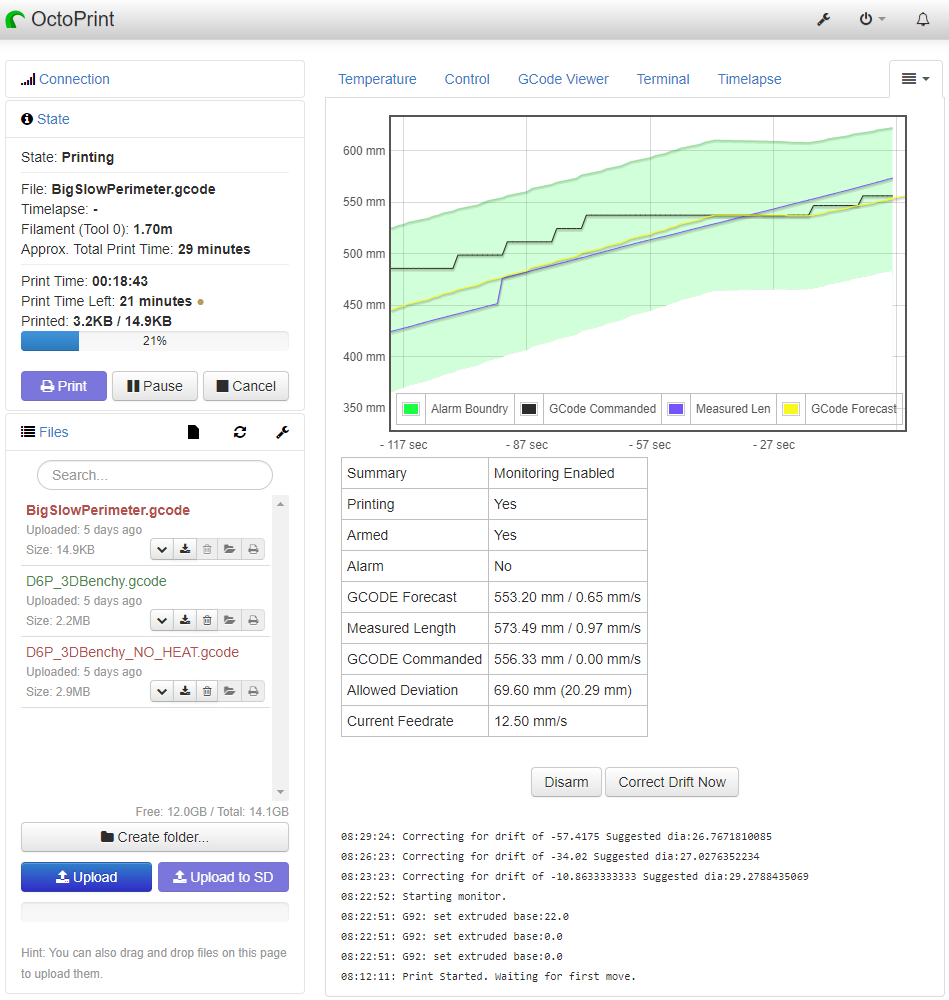 OctoPrint
Connection
State
State: Printing
File: BigSlowPerimeter.gcode
Timelapse: -
Filament (Tool 0): 1.70m
Approx. Total Print Time: 29 minutes
Print Time: 00:18:43
Print Time Left: 21 minutes
Printed: 3.2KB / 14.9KB
21%
Print Pause Cancel
Files
Search...
BigSlowPerimeter.gcode
Uploaded: 5 days ago
Size: 14.9KB
D6P_3DBenchy.gcode
Uploaded: 5 days ago
Size: 2.2MB
D6P_3DBenchy_NO_HEAT.gcode
Uploaded: 5 days ago
Size: 2.9MB
Free: 12.0GB / Total: 14.1GB
Create folder...
Upload Upload to SD
Hint: You can also drag and drop files on this page
to upload them.
Temperature Control GCode Viewer Terminal Timelapse
600 mm
550 mm
500 mm
450 mm
400 mm
350 mm
Alarm Boundry GCode Commanded Measured Len GCode Forecast
- 117 sec - 87 sec - 57 sec - 27 sec
Summary Monitoring Enabled
Printing Yes
Armed Yes
Alarm No
GCODE Forecast 553.20 mm / 0.65 mm/s
Measured Length 573.49 mm / 0.97 mm/s
GCODE Commanded 556.33 mm / 0.00 mm/s
Allowed Deviation 69.60 mm (20.29 mm)
Current Feedrate 12.50 mm/s
Disarm Correct Drift Now
08:29:24: Correcting for drift of -57.4175 Suggested dia:26.7671810085
08:26:23: Correcting for drift of -34.02 Suggested dia:27.0276352234
08:23:23: Correcting for drift of -10.8633333333 Suggested dia:29.2788435069
08:22:52: Starting monitor.
08:22:51: G92: set extruded base:22.0
08:22:51: G92: set extruded base:0.0
08:22:51: G92: set extruded base:0.0
08:12:11: Print Started. Waiting for first move.